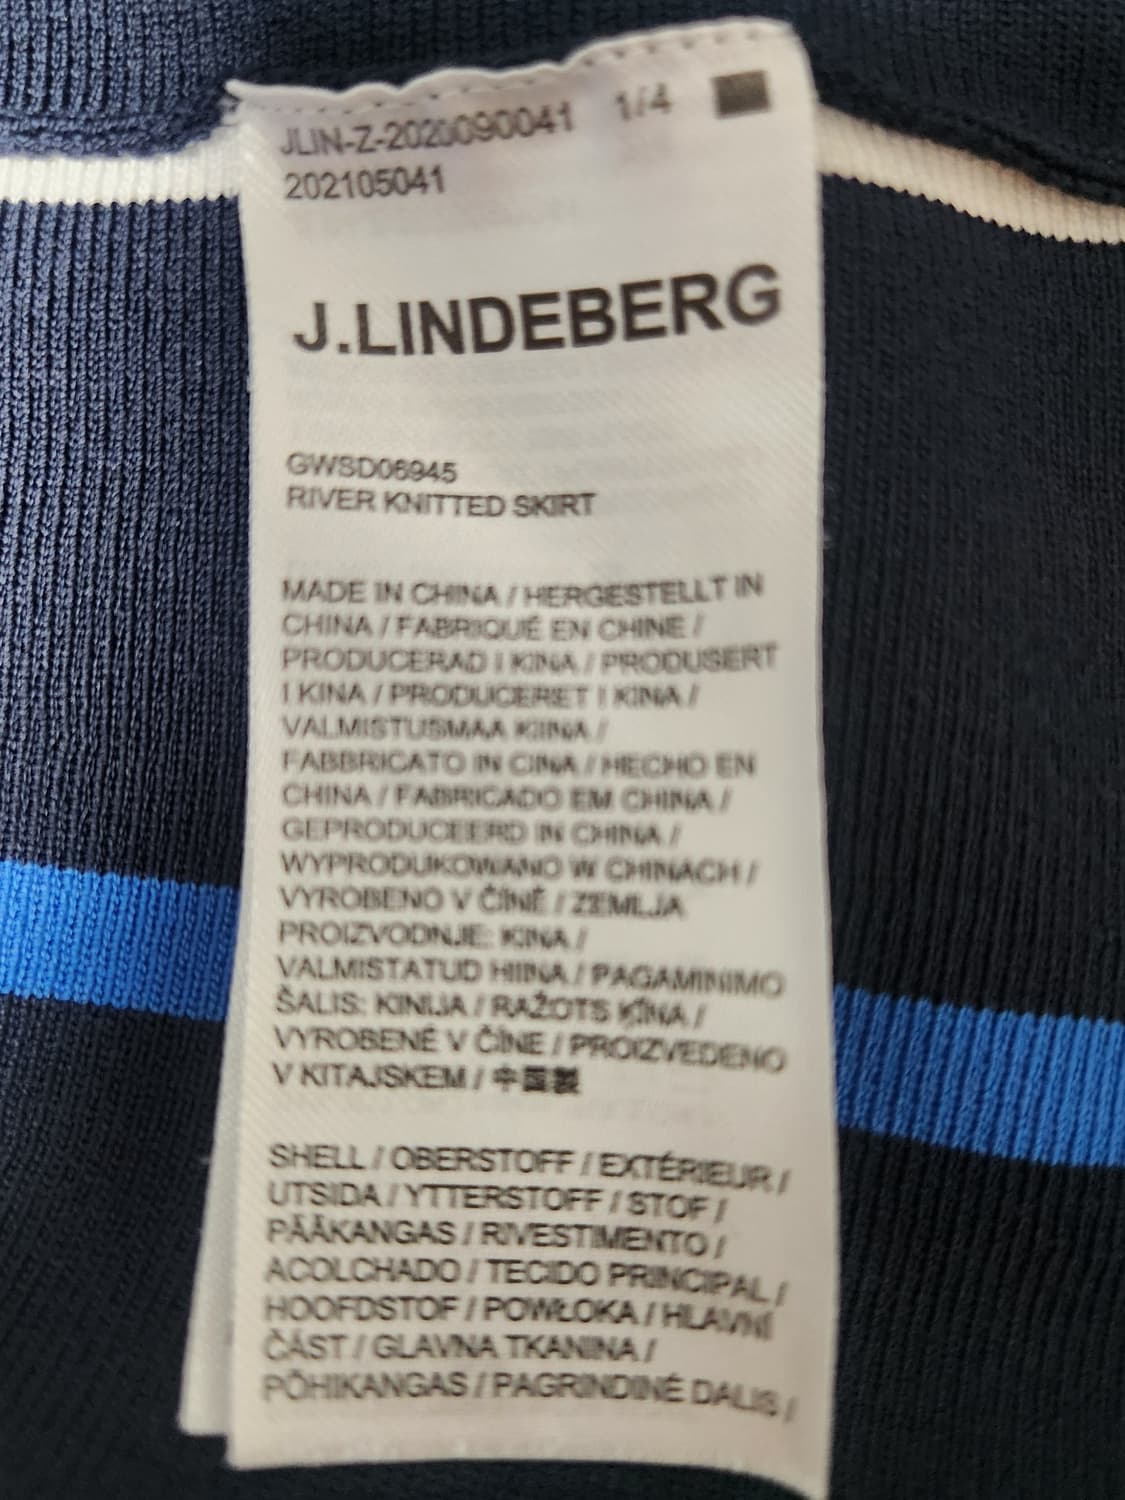 JLIN-Z-2020090041 1/4
202105041
J.LINDEBERG
GWSD06945
RIVER KNITTED SKIRT
MADE IN CHINA / HERGESTELLT IN
CHINA / FABRIQUÉ EN CHINE /
PRODUCERAD I KINA / PRODUSERT
I KINA / PRODUCERET I KINA /
VALMISTUSMAA KIINA /
FABBRICATO IN CINA / HECHO EN
CHINA / FABRICADO EM CHINA /
GEPRODUCEERD IN CHINA /
WYPRODUKOWANO W CHINACH /
VYROBENO V ČÍNĚ / ZEMLJA
PROIZVODNJE: KINA /
VALMISTATUD HIINA / PAGAMINIMO
ŠALIS: KINIJA / RAŽOTS ĶĪNA /
VYROBENÉ V ČÍNE / PROIZVEDENO
V KITAJSKEM / 中国製
SHELL / OBERSTOFF / EXTÉRIEUR /
UTSIDA / YTTERSTOFF / STOF /
PÄÄKANGAS / RIVESTIMENTO /
ACOLCHADO / TECIDO PRINCIPAL /
HOOFDSTOF / POWŁOKA / HLAVNÍ
ČÁST / GLAVNA TKANINA /
PÕHIKANGAS / PAGRINDINĖ DALIS /